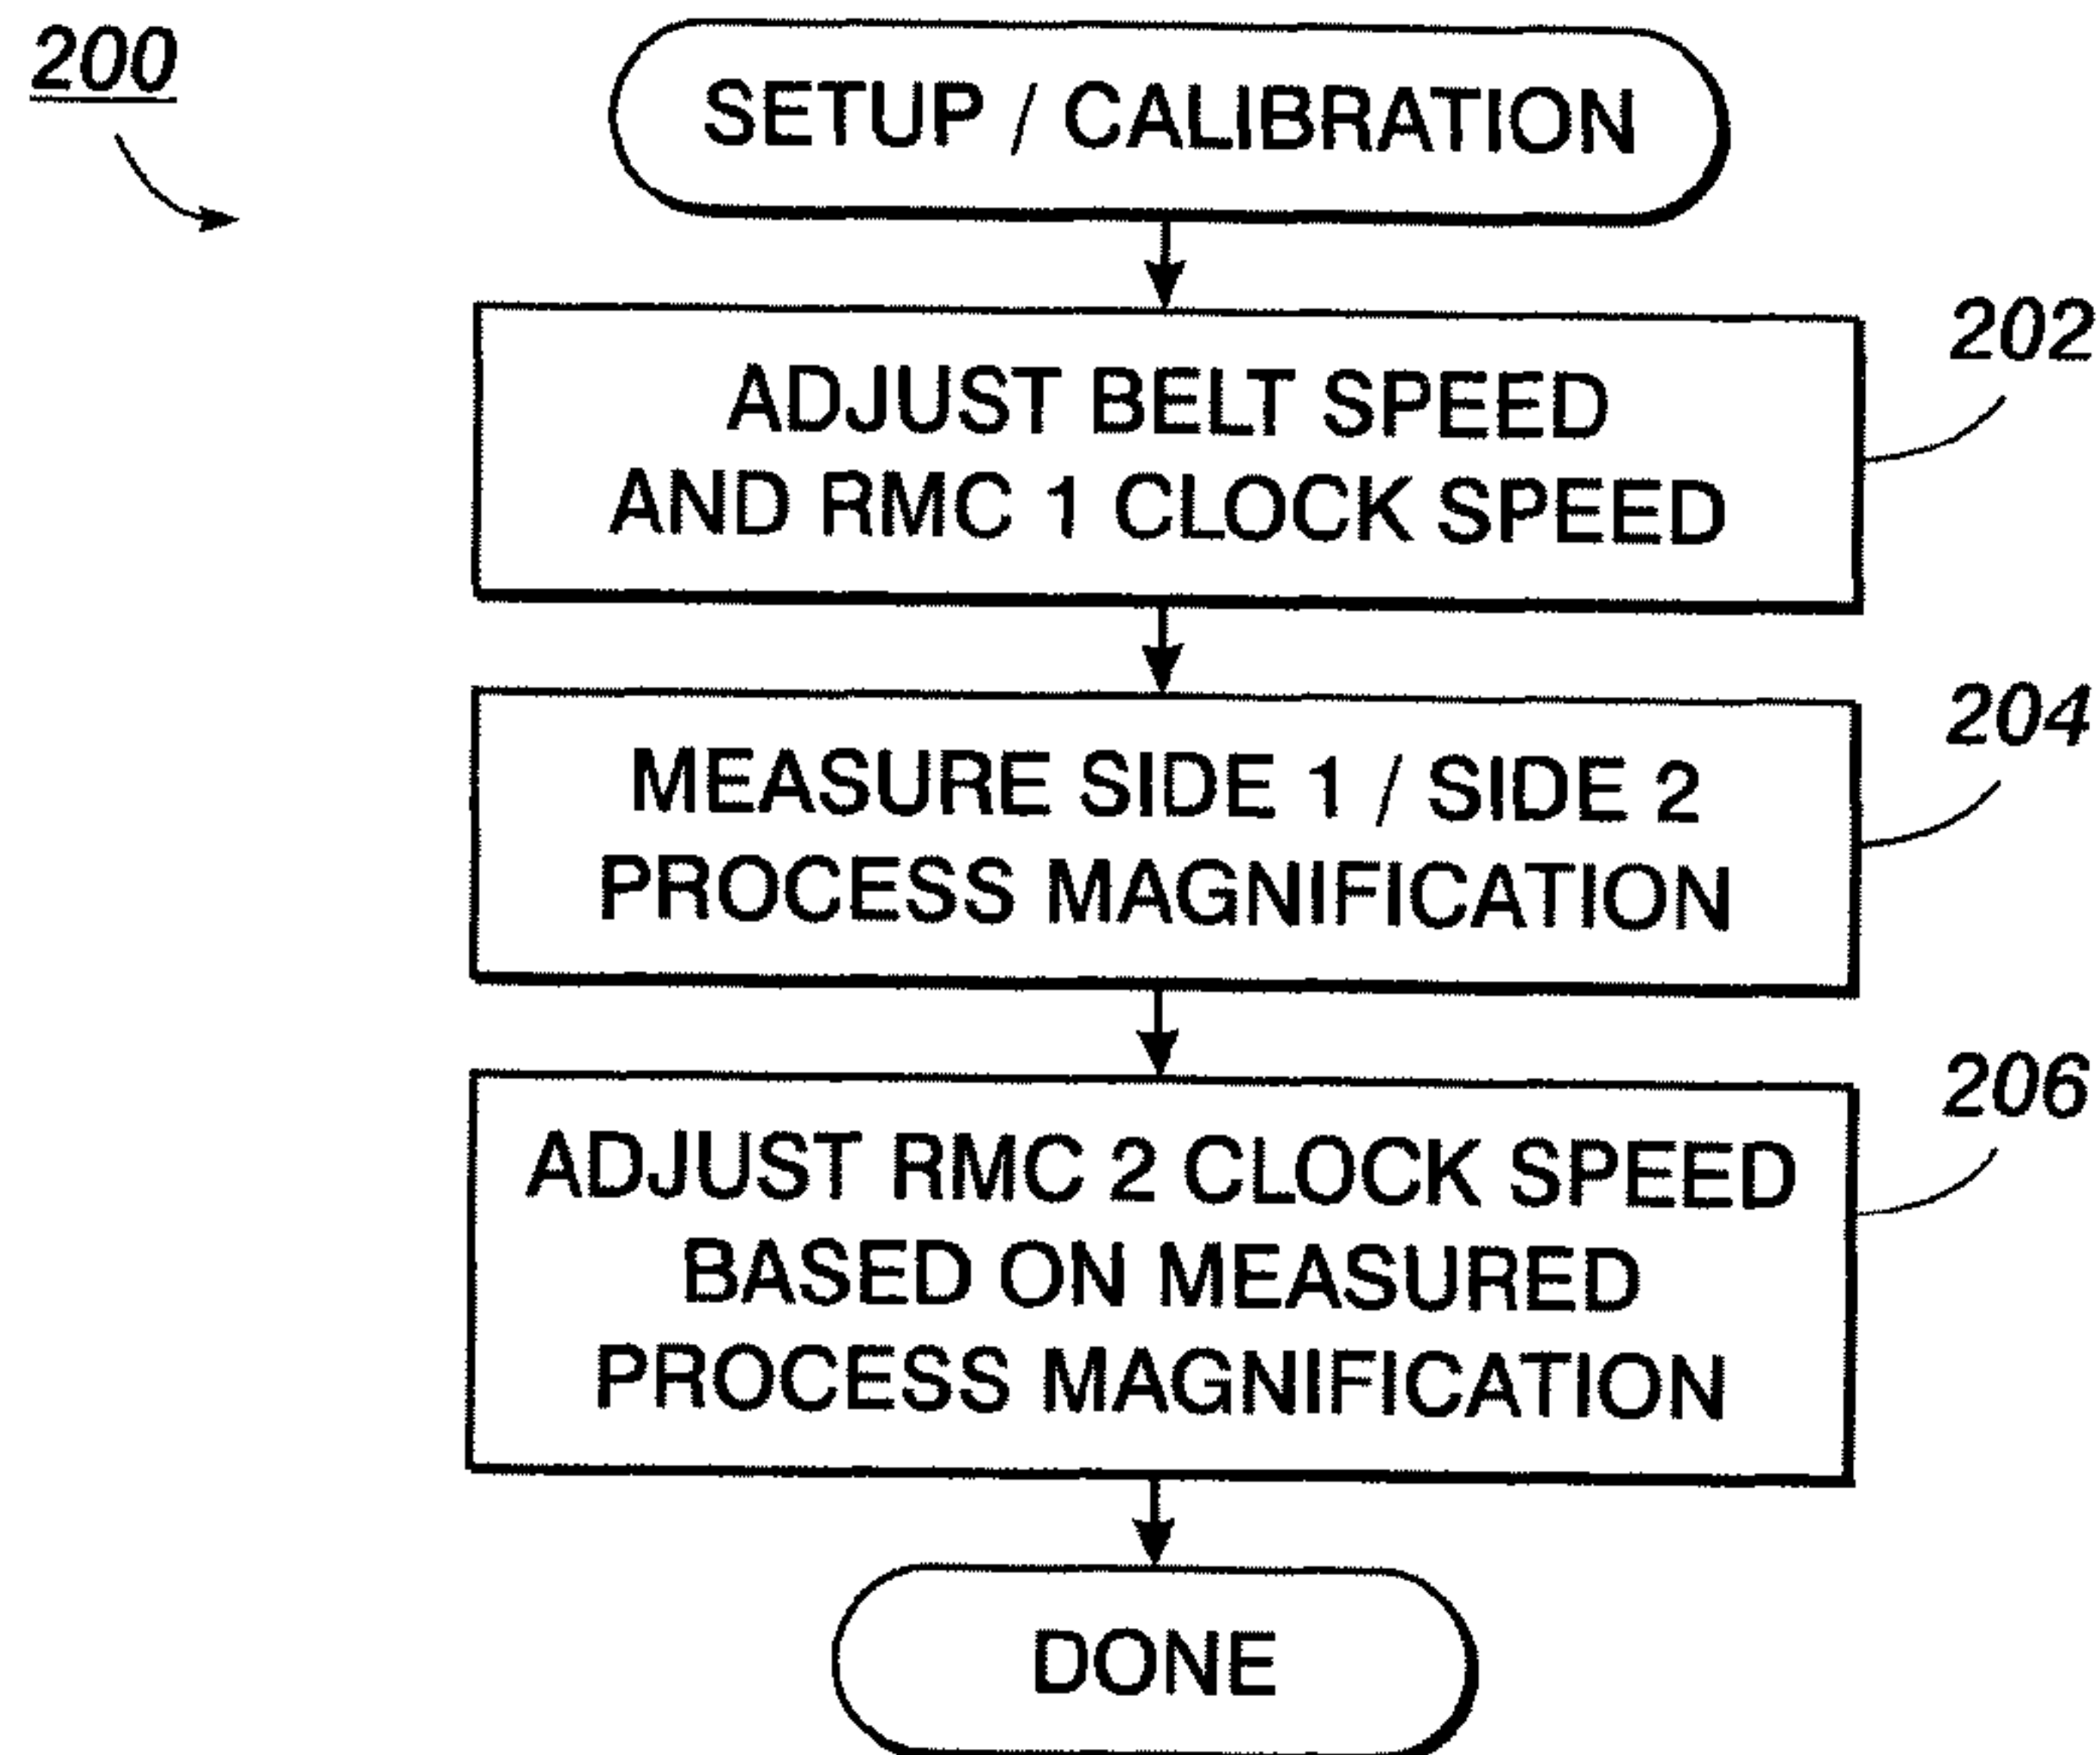 200
SETUP / CALIBRATION
202
ADJUST BELT SPEED
AND RMC 1 CLOCK SPEED
204
MEASURE SIDE 1 / SIDE 2
PROCESS MAGNIFICATION
206
ADJUST RMC 2 CLOCK SPEED
BASED ON MEASURED
PROCESS MAGNIFICATION
DONE